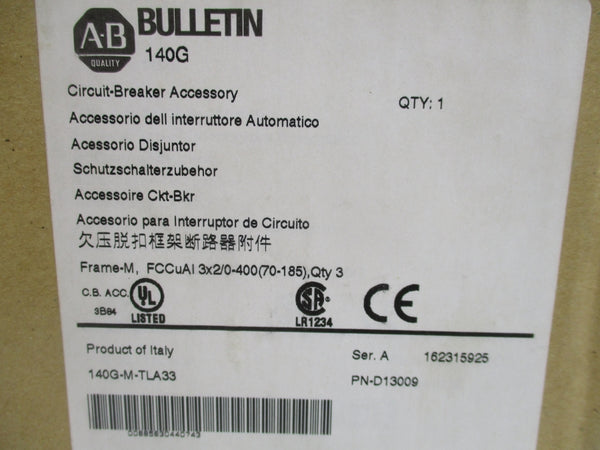 A-B
QUALITY
BULLETIN
140G
Circuit-Breaker Accessory
QTY: 1
Accessorio dell interruttore Automatico
Acessorio Disjuntor
Schutzschalterzubehor
Accessoire Ckt-Bkr
Accesorio para Interruptor de Circuito
欠压脱扣框架断路器附件
Frame-M, FCCuAl 3x2/0-400(70-185),Qty 3
C.B. ACC.
3B64
UL
LISTED
SA
LR1234
CE
Product of Italy
Ser. A 162315925
140G-M-TLA33
PN-D13009
00885630440743